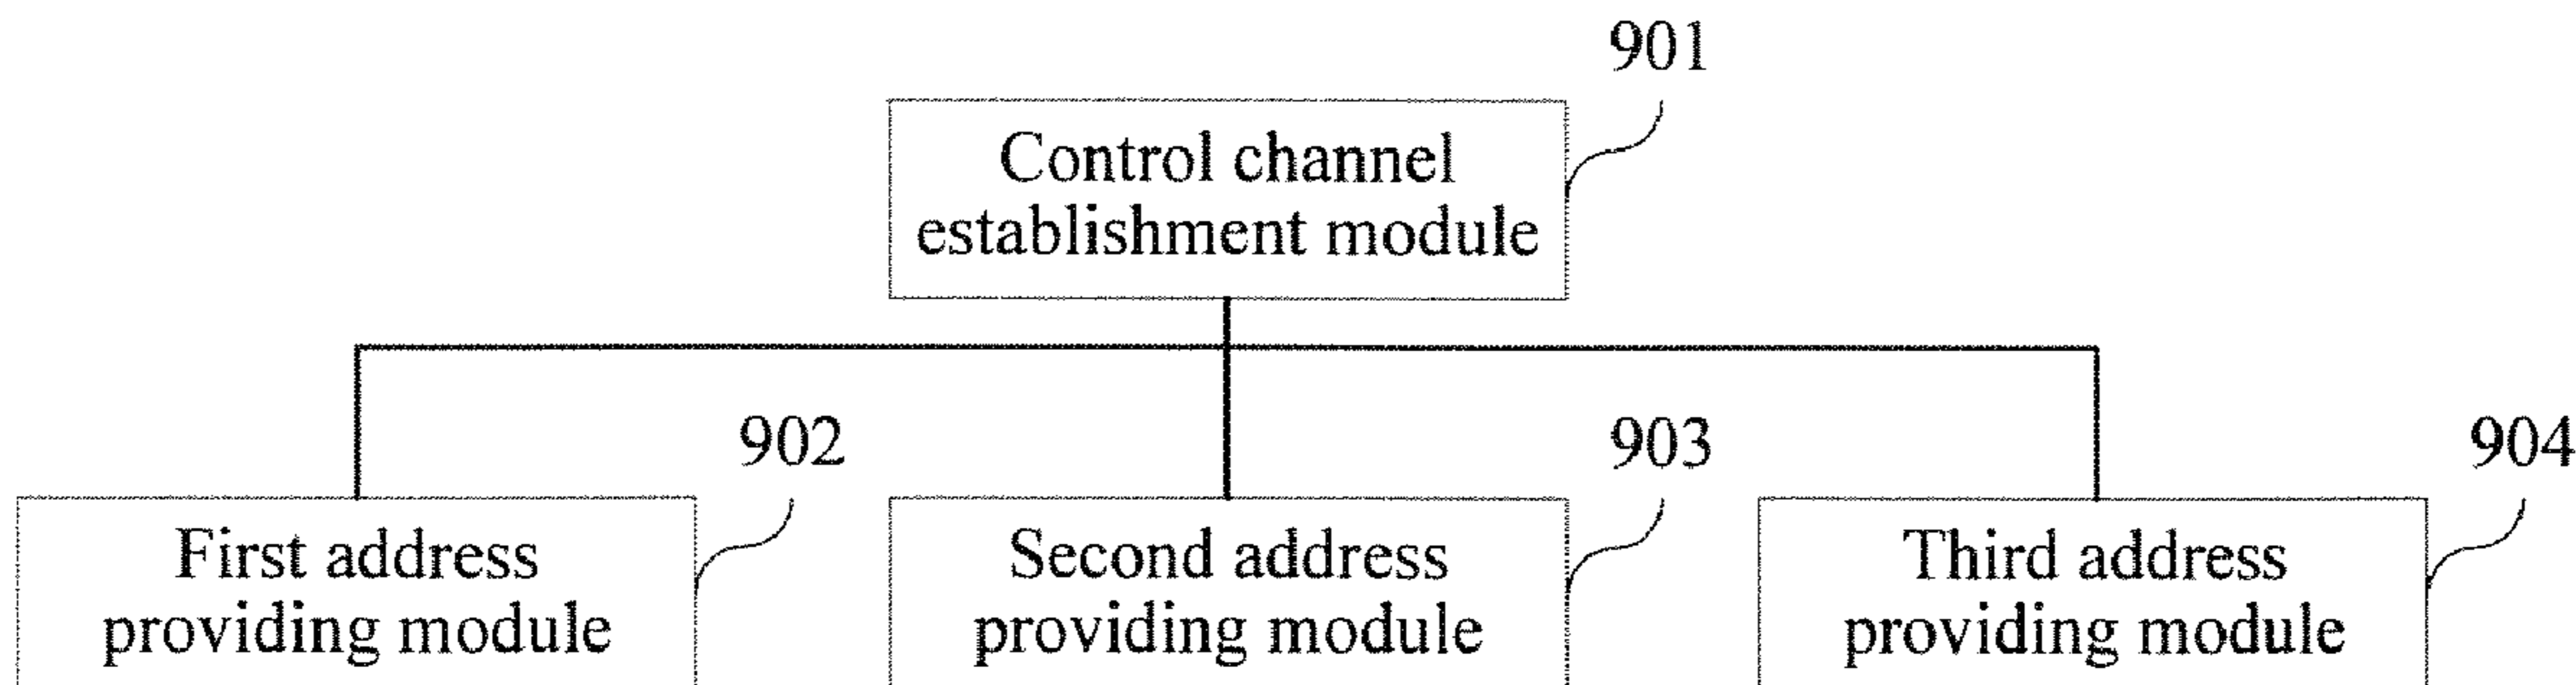 901
Control channel
establishment module
902
903
904
First address
providing module
Second address
providing module
Third address
providing module